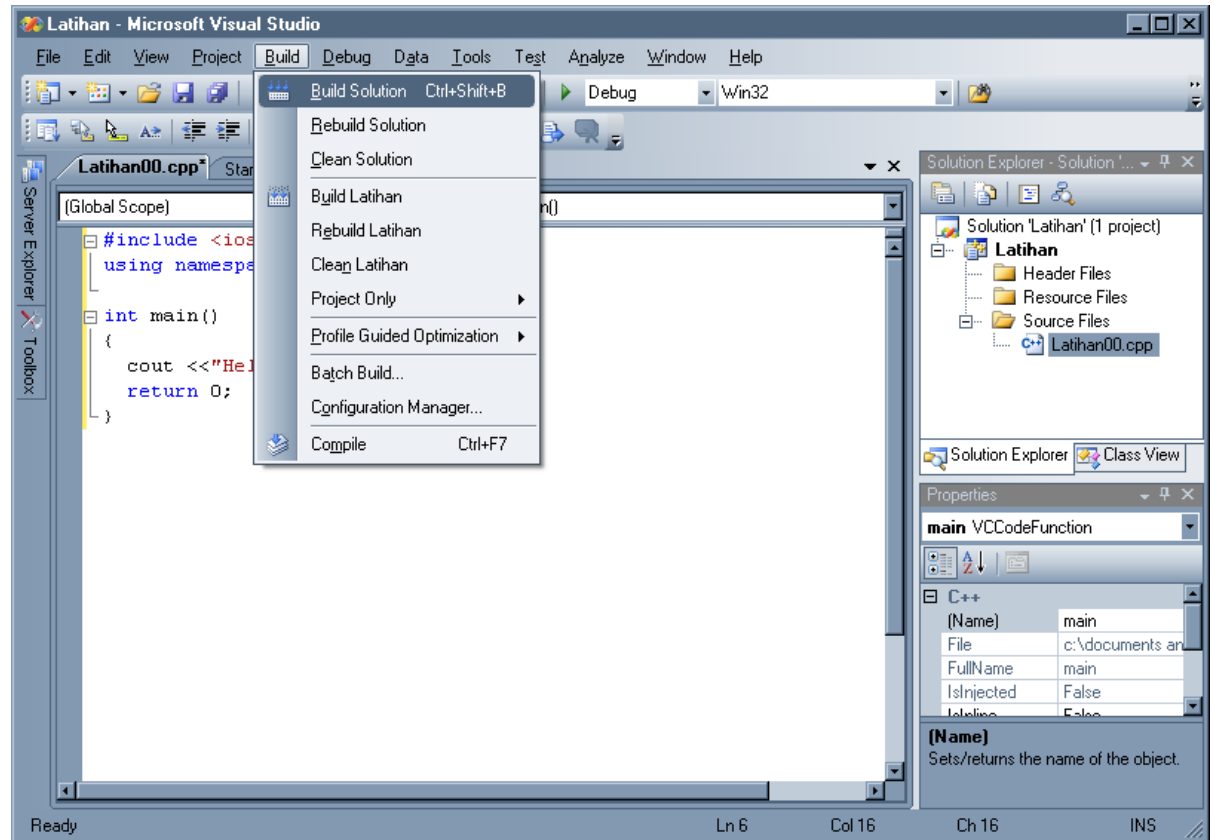 Latihan - Microsoft Visual Studio
File Edit View Project Build Debug Data Tools Test Analyze Window Help
Debug Win32
Build Solution Ctrl+Shift+B
Rebuild Solution
Clean Solution
Build Latihan
Rebuild Latihan
Clean Latihan
Project Only
Profile Guided Optimization
Batch Build...
Configuration Manager...
Compile Ctrl+F7
Server Explorer
Toolbox
Latihan00.cpp* Star
(Global Scope) n()
#include <ios
using namespa
int main()
{
cout <<"Hel
return 0;
}
Solution Explorer - Solution '...
Solution 'Latihan' (1 project)
Latihan
Header Files
Resource Files
Source Files
Latihan00.cpp
Solution Explorer Class View
Properties
main VCCodeFunction
C++
(Name) main
File c:\documents an
FullName main
IsInjected False
(Name)
Sets/returns the name of the object.
Ready Ln 6 Col 16 Ch 16 INS